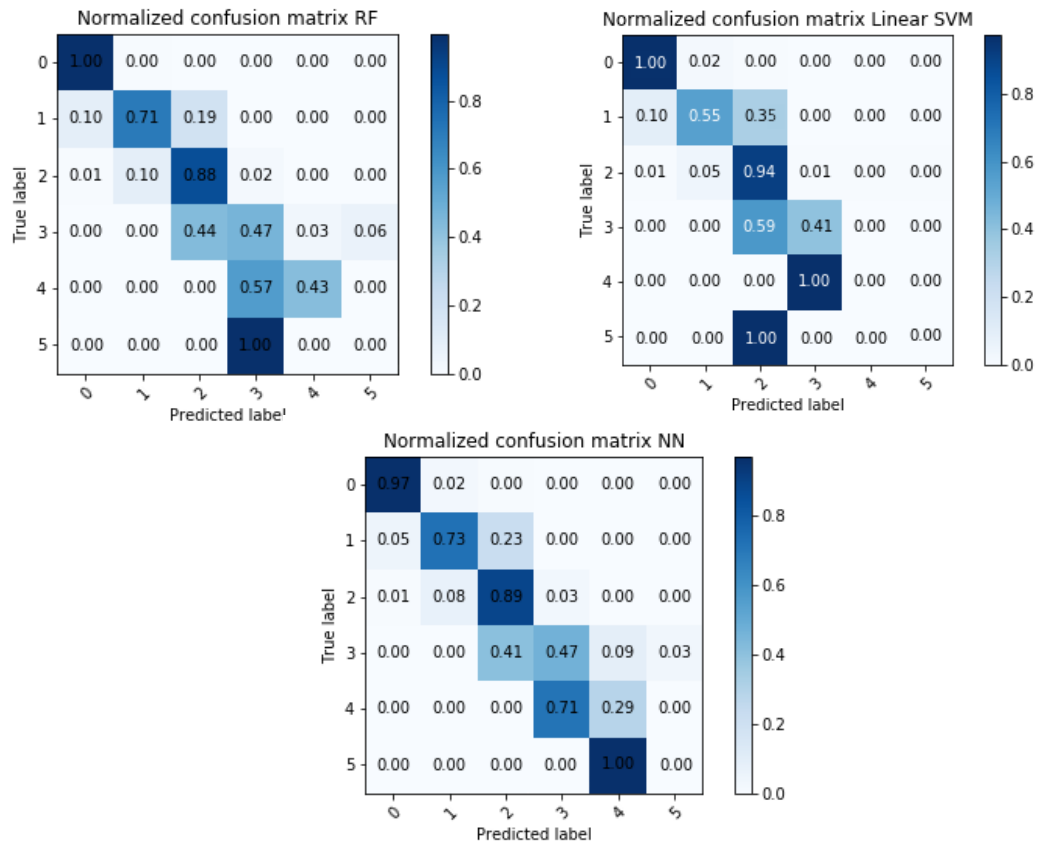 Normalized confusion matrix RF
0 1.00 0.00 0.00 0.00 0.00 0.00
1 0.10 0.71 0.19 0.00 0.00 0.00
2 0.01 0.10 0.88 0.02 0.00 0.00
3 0.00 0.00 0.44 0.47 0.03 0.06
4 0.00 0.00 0.00 0.57 0.43 0.00
5 0.00 0.00 0.00 1.00 0.00 0.00
0 1 2 3 4 5
True label
Predicted label
0.8
0.6
0.4
0.2
0.0
Normalized confusion matrix Linear SVM
0 1.00 0.02 0.00 0.00 0.00 0.00
1 0.10 0.55 0.35 0.00 0.00 0.00
2 0.01 0.05 0.94 0.01 0.00 0.00
3 0.00 0.00 0.59 0.41 0.00 0.00
4 0.00 0.00 0.00 1.00 0.00 0.00
5 0.00 0.00 1.00 0.00 0.00 0.00
0 1 2 3 4 5
True label
Predicted label
0.8
0.6
0.4
0.2
0.0
Normalized confusion matrix NN
0 0.97 0.02 0.00 0.00 0.00 0.00
1 0.05 0.73 0.23 0.00 0.00 0.00
2 0.01 0.08 0.89 0.03 0.00 0.00
3 0.00 0.00 0.41 0.47 0.09 0.03
4 0.00 0.00 0.00 0.71 0.29 0.00
5 0.00 0.00 0.00 0.00 1.00 0.00
0 1 2 3 4 5
True label
Predicted label
0.8
0.6
0.4
0.2
0.0